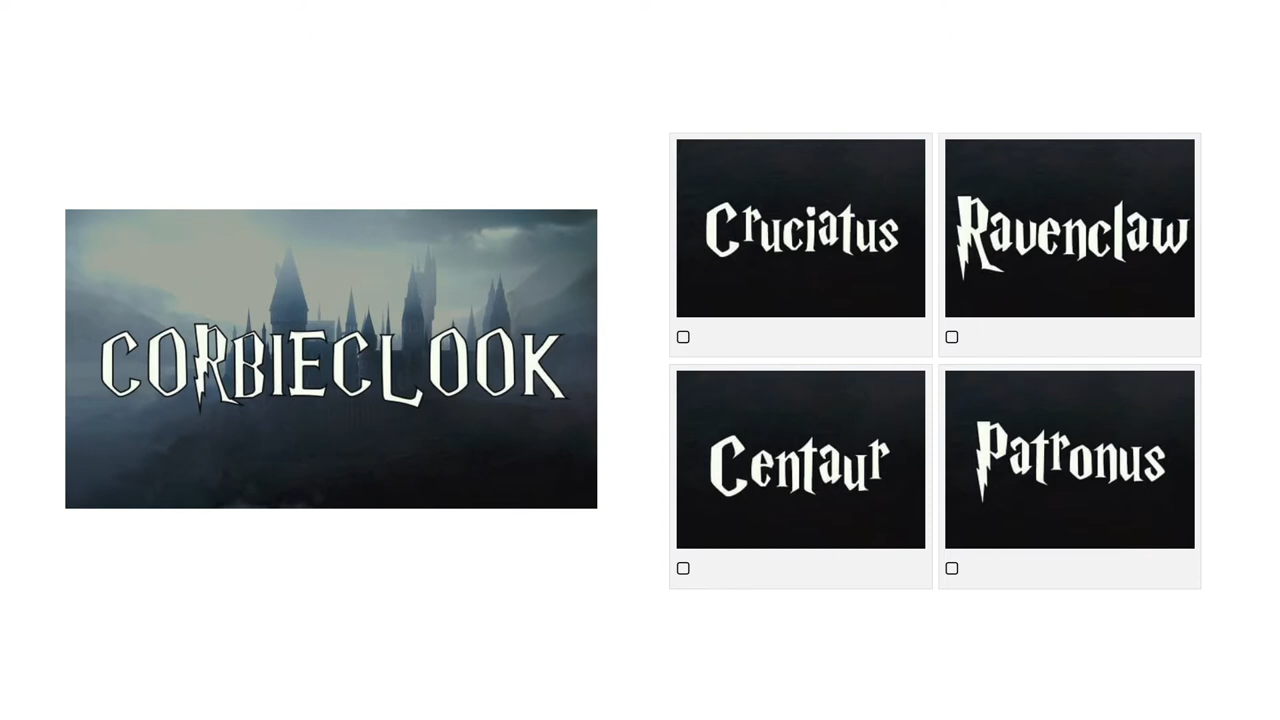 CORBIECLOOK
Cruciatus
Ravenclaw
Centaur
Patronus